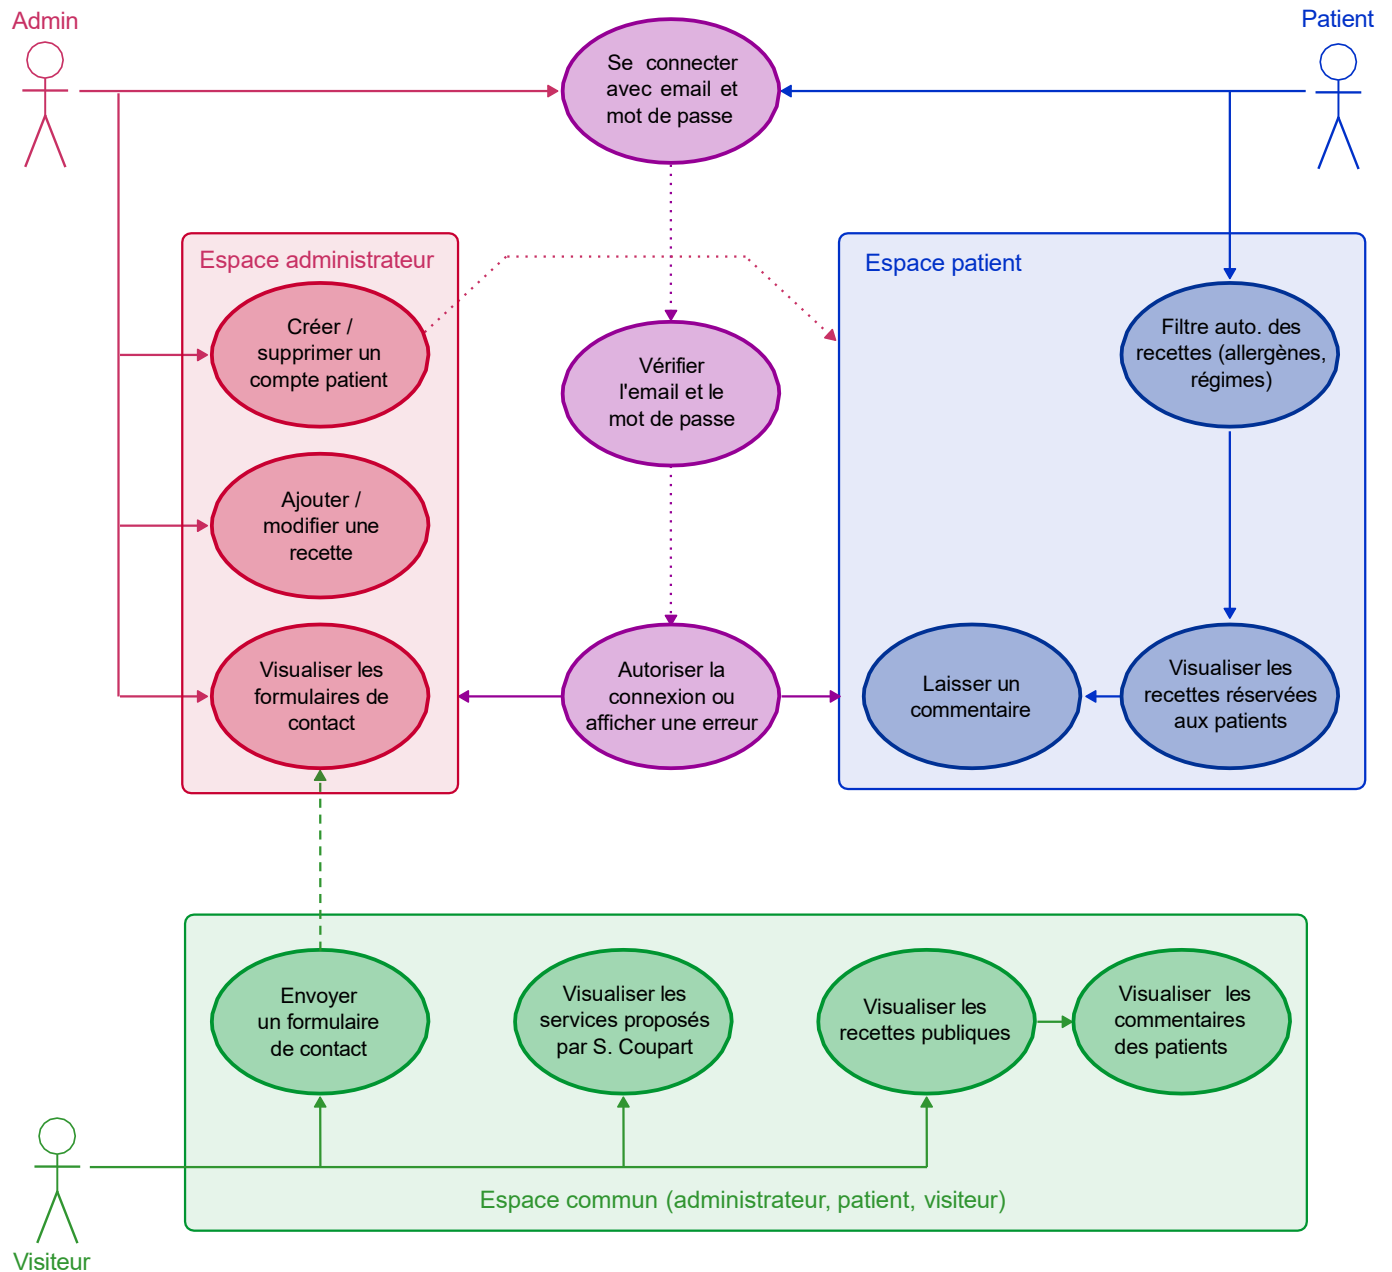 Admin
Patient
Se connecter
avec email et
mot de passe
Espace administrateur
Espace patient
Créer /
supprimer un
compte patient
Vérifier
l'email et le
mot de passe
Filtre auto. des
recettes (allergènes,
régimes)
Ajouter /
modifier une
recette
Visualiser les
formulaires de
contact
Autoriser la
connexion ou
afficher une erreur
Laisser un
commentaire
Visualiser les
recettes réservées
aux patients
Envoyer
un formulaire
de contact
Visualiser les
services proposés
par S. Coupart
Visualiser les
recettes publiques
Visualiser les
commentaires
des patients
Espace commun (administrateur, patient, visiteur)
Visiteur